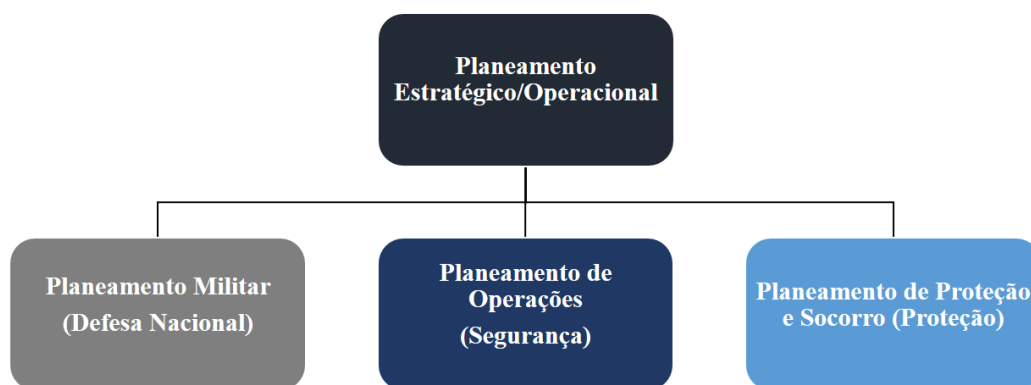 Planeamento
Estratégico/Operacional
Planeamento Militar
(Defesa Nacional)
Planeamento de
Operações
(Segurança)
Planeamento de Proteção
e Socorro (Proteção)